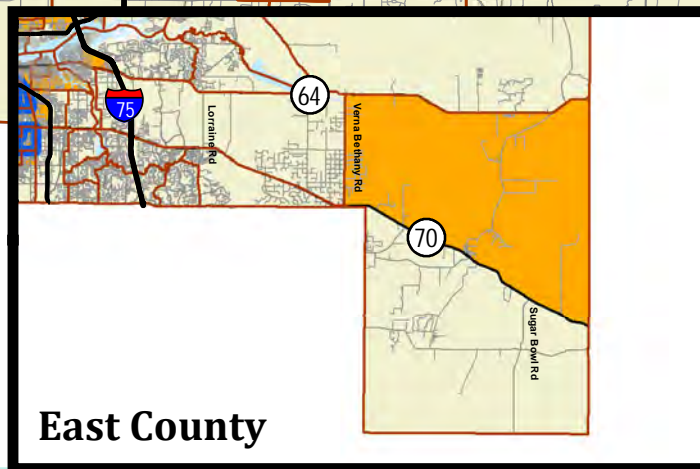 64
75
Lorraine Rd
Verna Bethany Rd
70
Sugar Bowl Rd
East County